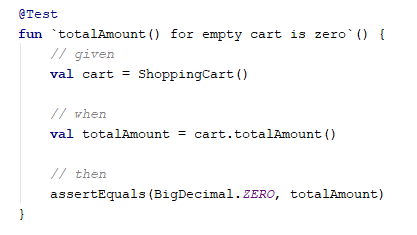 @Test
fun `totalAmount() for empty cart is zero`() {
    // given
    val cart = ShoppingCart()

    // when
    val totalAmount = cart.totalAmount()

    // then
    assertEquals(BigDecimal.ZERO, totalAmount)
}